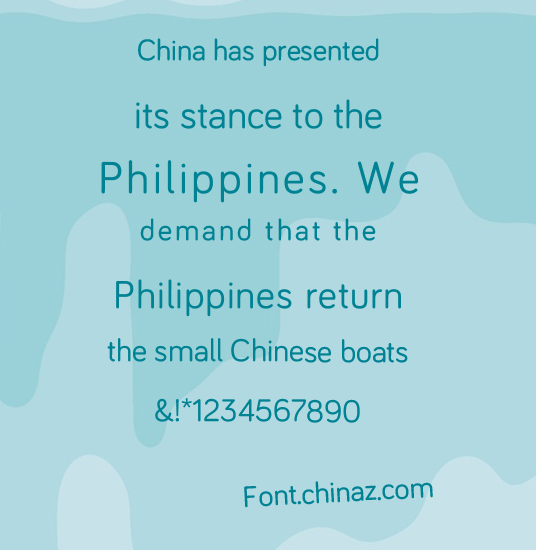 China has presented
its stance to the
Philippines. We
demand that the
Philippines return
the small Chinese boats
&!*1234567890
Font.chinaz.com